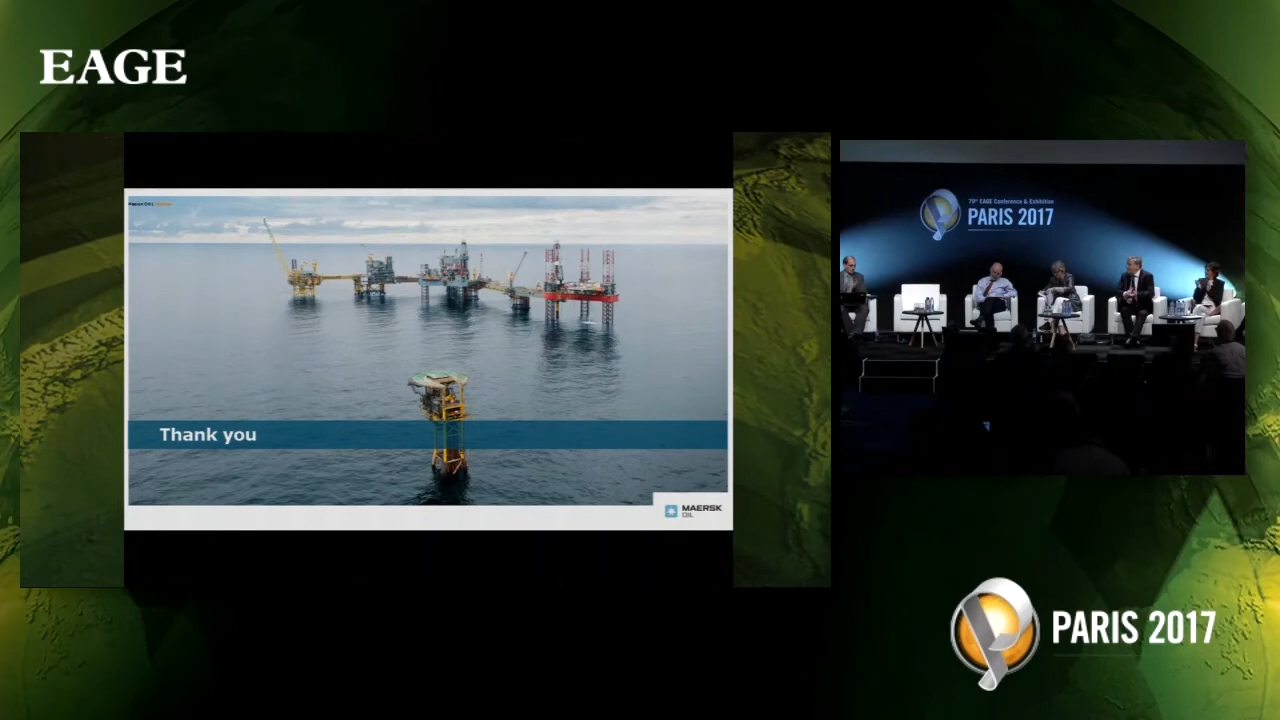 EAGE
Thank you
MAERSK
OIL
79th EAGE Conference & Exhibition
PARIS 2017
PARIS 2017